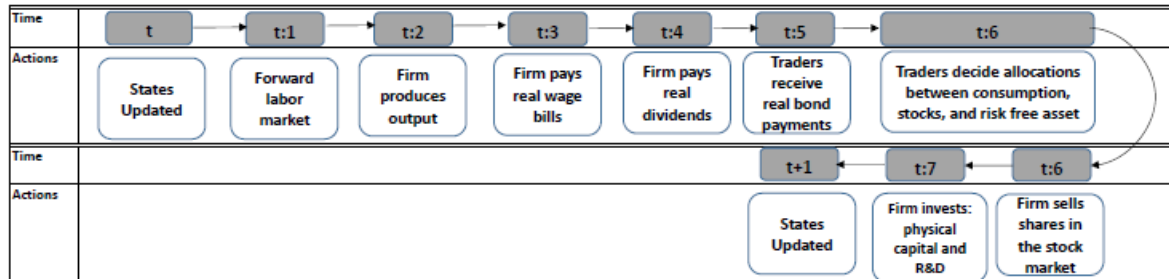 Time
t
t:1
t:2
t:3
t:4
t:5
t:6
Actions
States
Updated
Forward
labor
market
Firm
produces
output
Firm pays
real wage
bills
Firm pays
real
dividends
Traders
receive
real bond
payments
Traders decide allocations
between consumption,
stocks, and risk free asset
Time
t+1
t:7
t:6
Actions
States
Updated
Firm invests:
physical
capital and
R&D
Firm sells
shares in
the stock
market